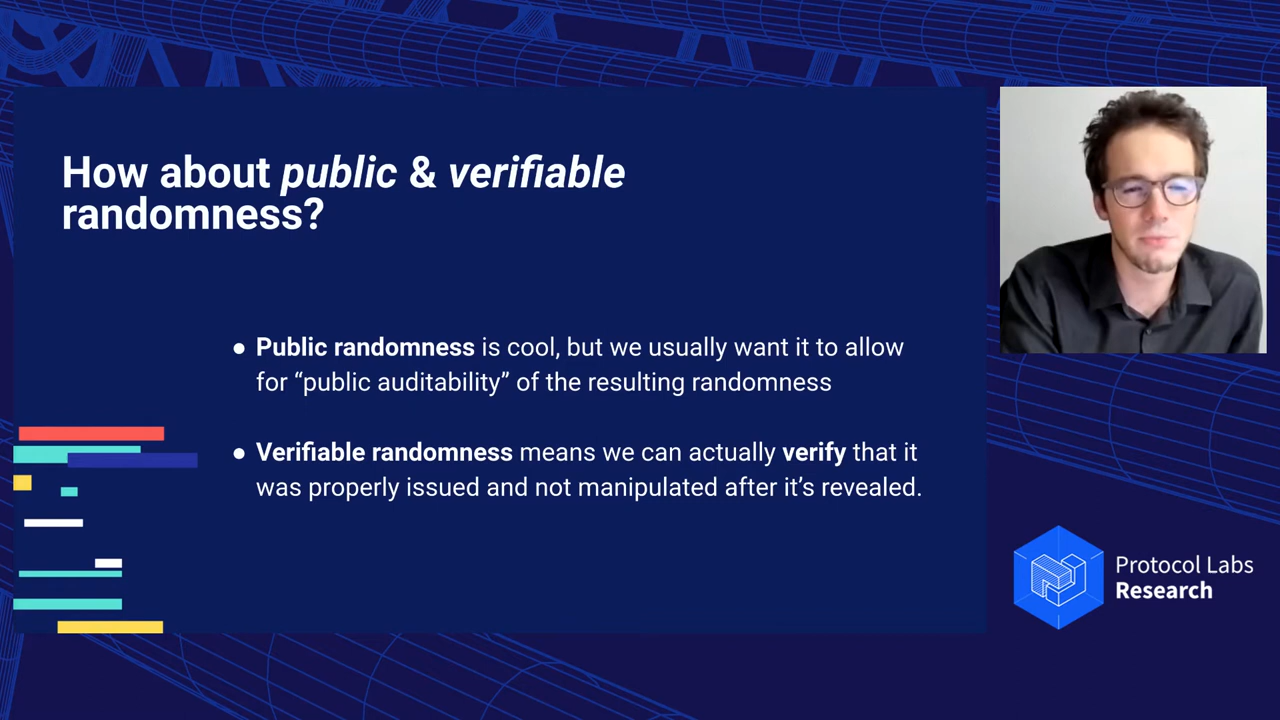 How about public & verifiable
randomness?
● Public randomness is cool, but we usually want it to allow
for “public auditability” of the resulting randomness
● Verifiable randomness means we can actually verify that it
was properly issued and not manipulated after it’s revealed.
Protocol Labs
Research